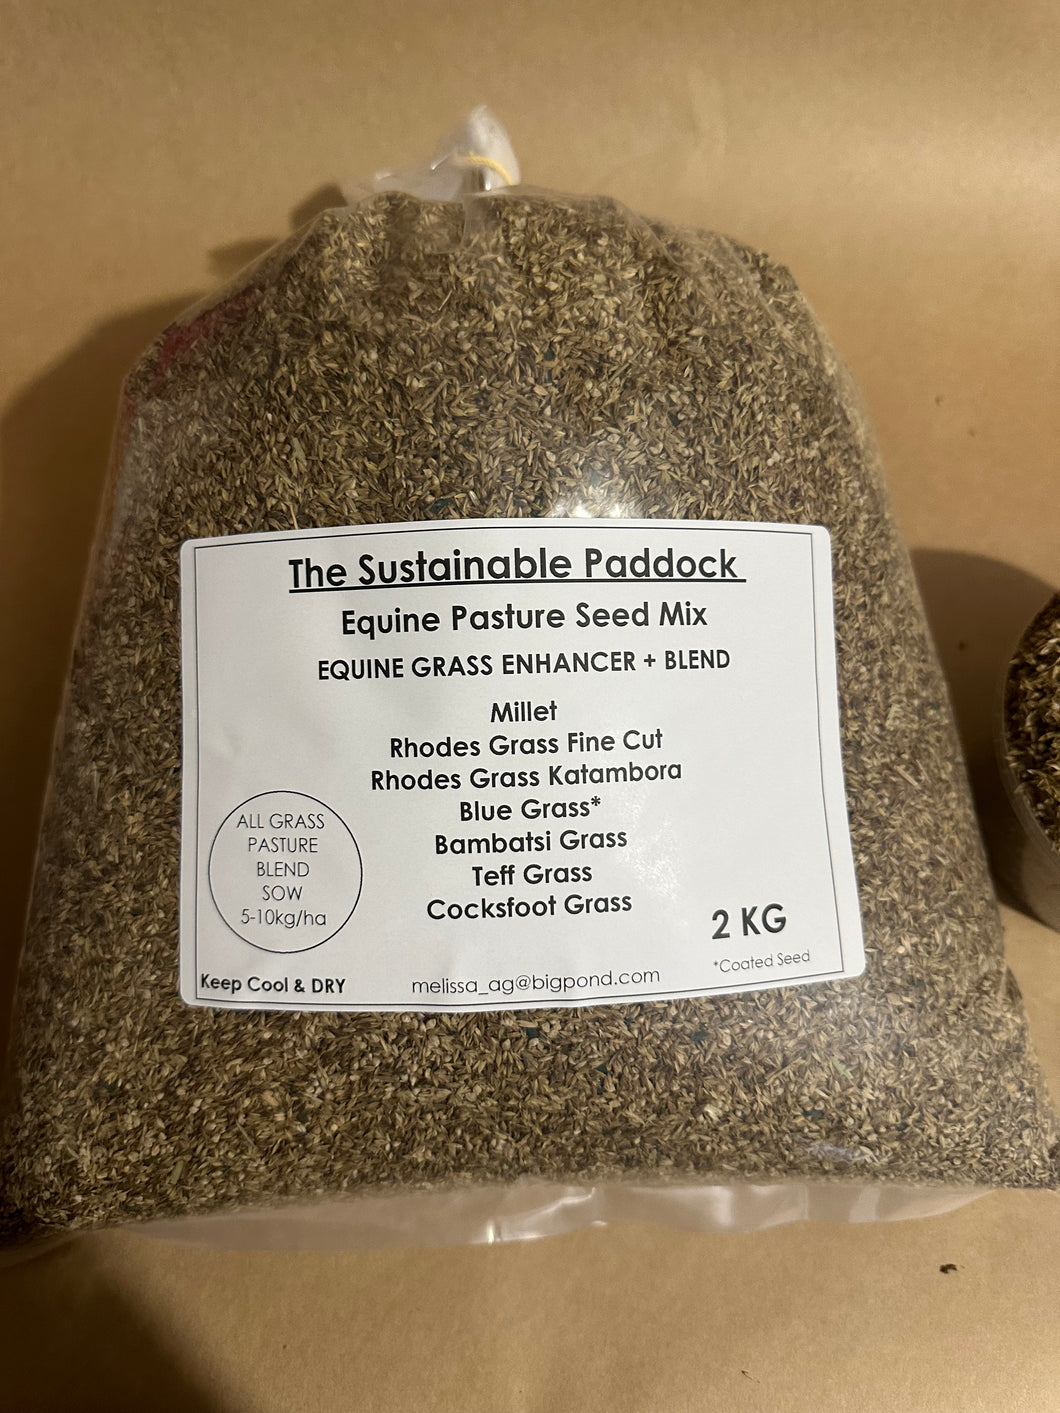 The Sustainable Paddock
Equine Pasture Seed Mix
EQUINE GRASS ENHANCER + BLEND
Millet
Rhodes Grass Fine Cut
Rhodes Grass Katambora
Blue Grass*
Bambatsi Grass
Teff Grass
Cocksfoot Grass
ALL GRASS
PASTURE
BLEND
SOW
5-10kg/ha
2 KG
*Coated Seed
Keep Cool & DRY
melissa_ag@bigpond.com